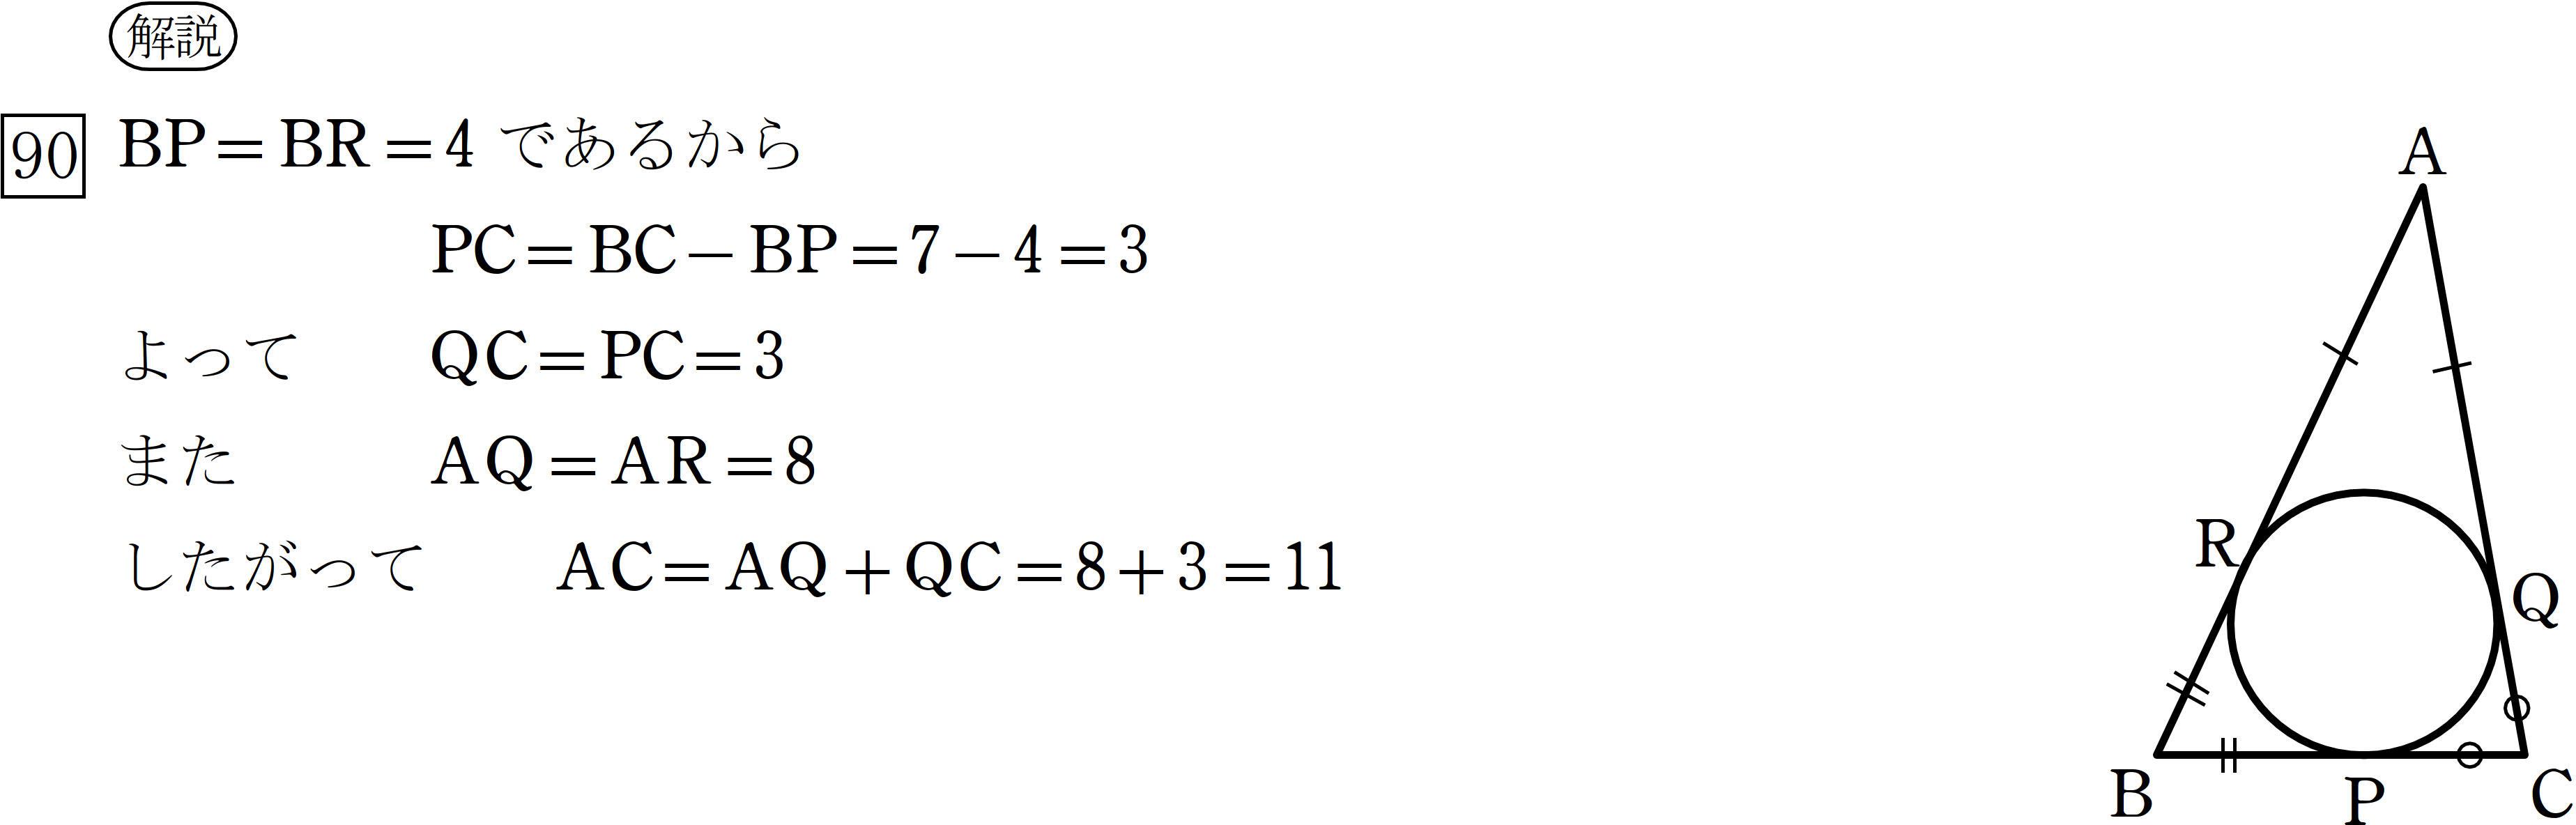 解説
90 BP=BR=4 であるから
PC=BC−BP=7−4=3
よって QC=PC=3
また AQ=AR=8
したがって AC=AQ+QC=8+3=11
A
R
Q
B
P
C